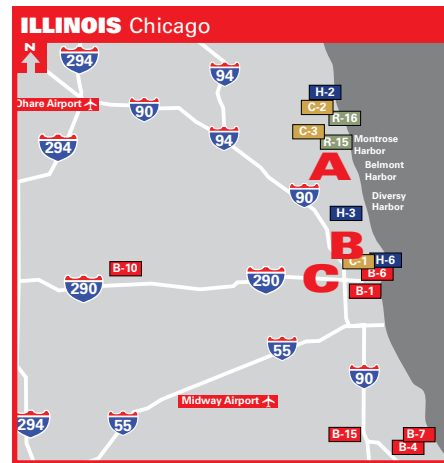 ILLINOIS Chicago
N
294
94
H-2
C-2
R-16
Ohare Airport
90
C-3
94
R-15
Montrose
Harbor
294
A
Belmont
Harbor
90
Diversy
Harbor
H-3
B
C-1
H-6
B-10
B-6
290
290
C
B-1
55
90
Midway Airport
294
55
B-15
B-7
B-4